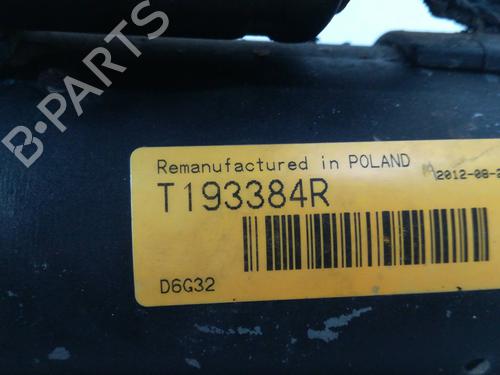 B-PARTS
Remanufactured in POLAND
T193384R
D6G32